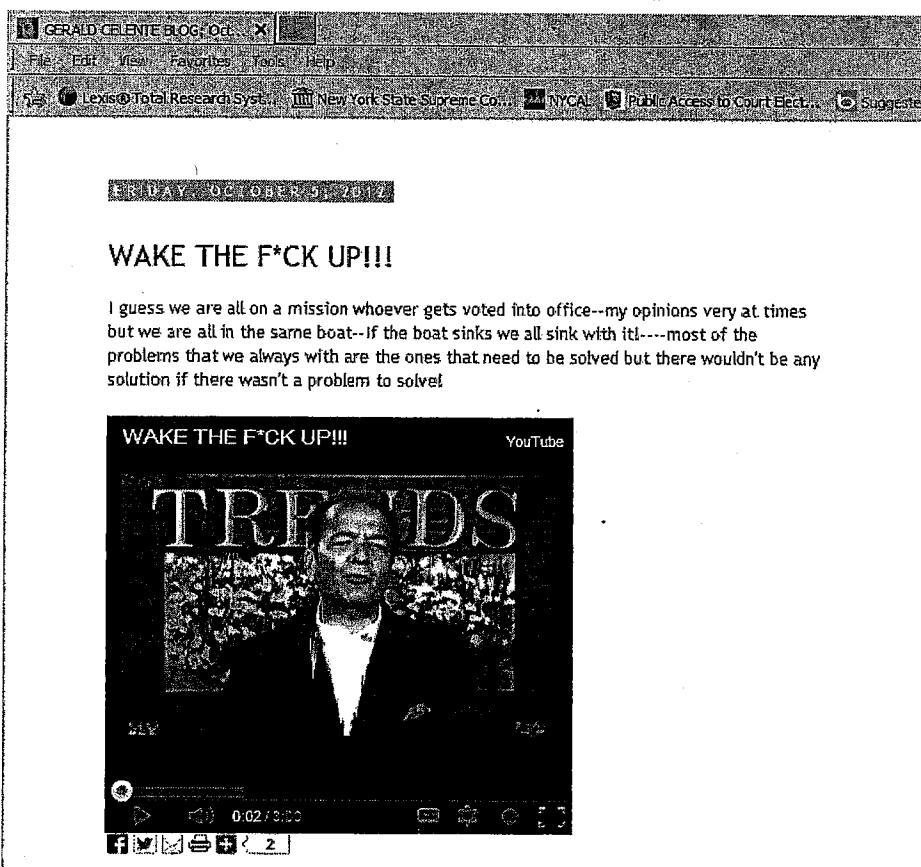 GERALD CELENTE BLOG: Oct... X
File Edit View Favorites Tools Help
Lexis® Total Research Syst... New York State Supreme Co... NYCAL Public Access to Court Elect... Suggeste
FRIDAY, OCTOBER 5, 2012
WAKE THE F*CK UP!!!
I guess we are all on a mission whoever gets voted into office--my opinions very at times
but we are all in the same boat--if the boat sinks we all sink with it!----most of the
problems that we always with are the ones that need to be solved but there wouldn't be any
solution if there wasn't a problem to solve!
WAKE THE F*CK UP!!! YouTube
TRENDS
0:02 / 3:00
2